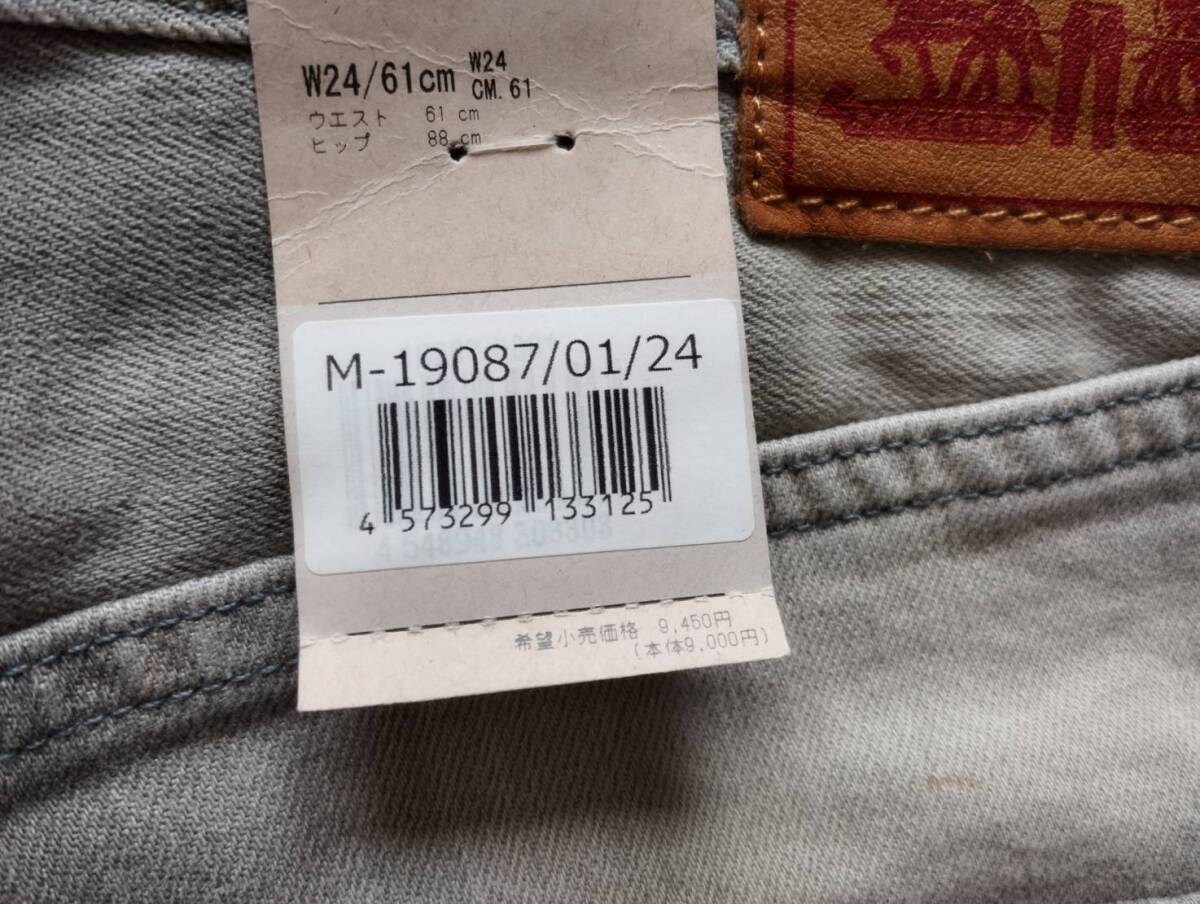 W24/61cm W24
CM. 61
ウエスト 61 cm
ヒップ 88 cm
M-19087/01/24
4 573299 133125
希望小売価格 9,450円
(本体9,000円)